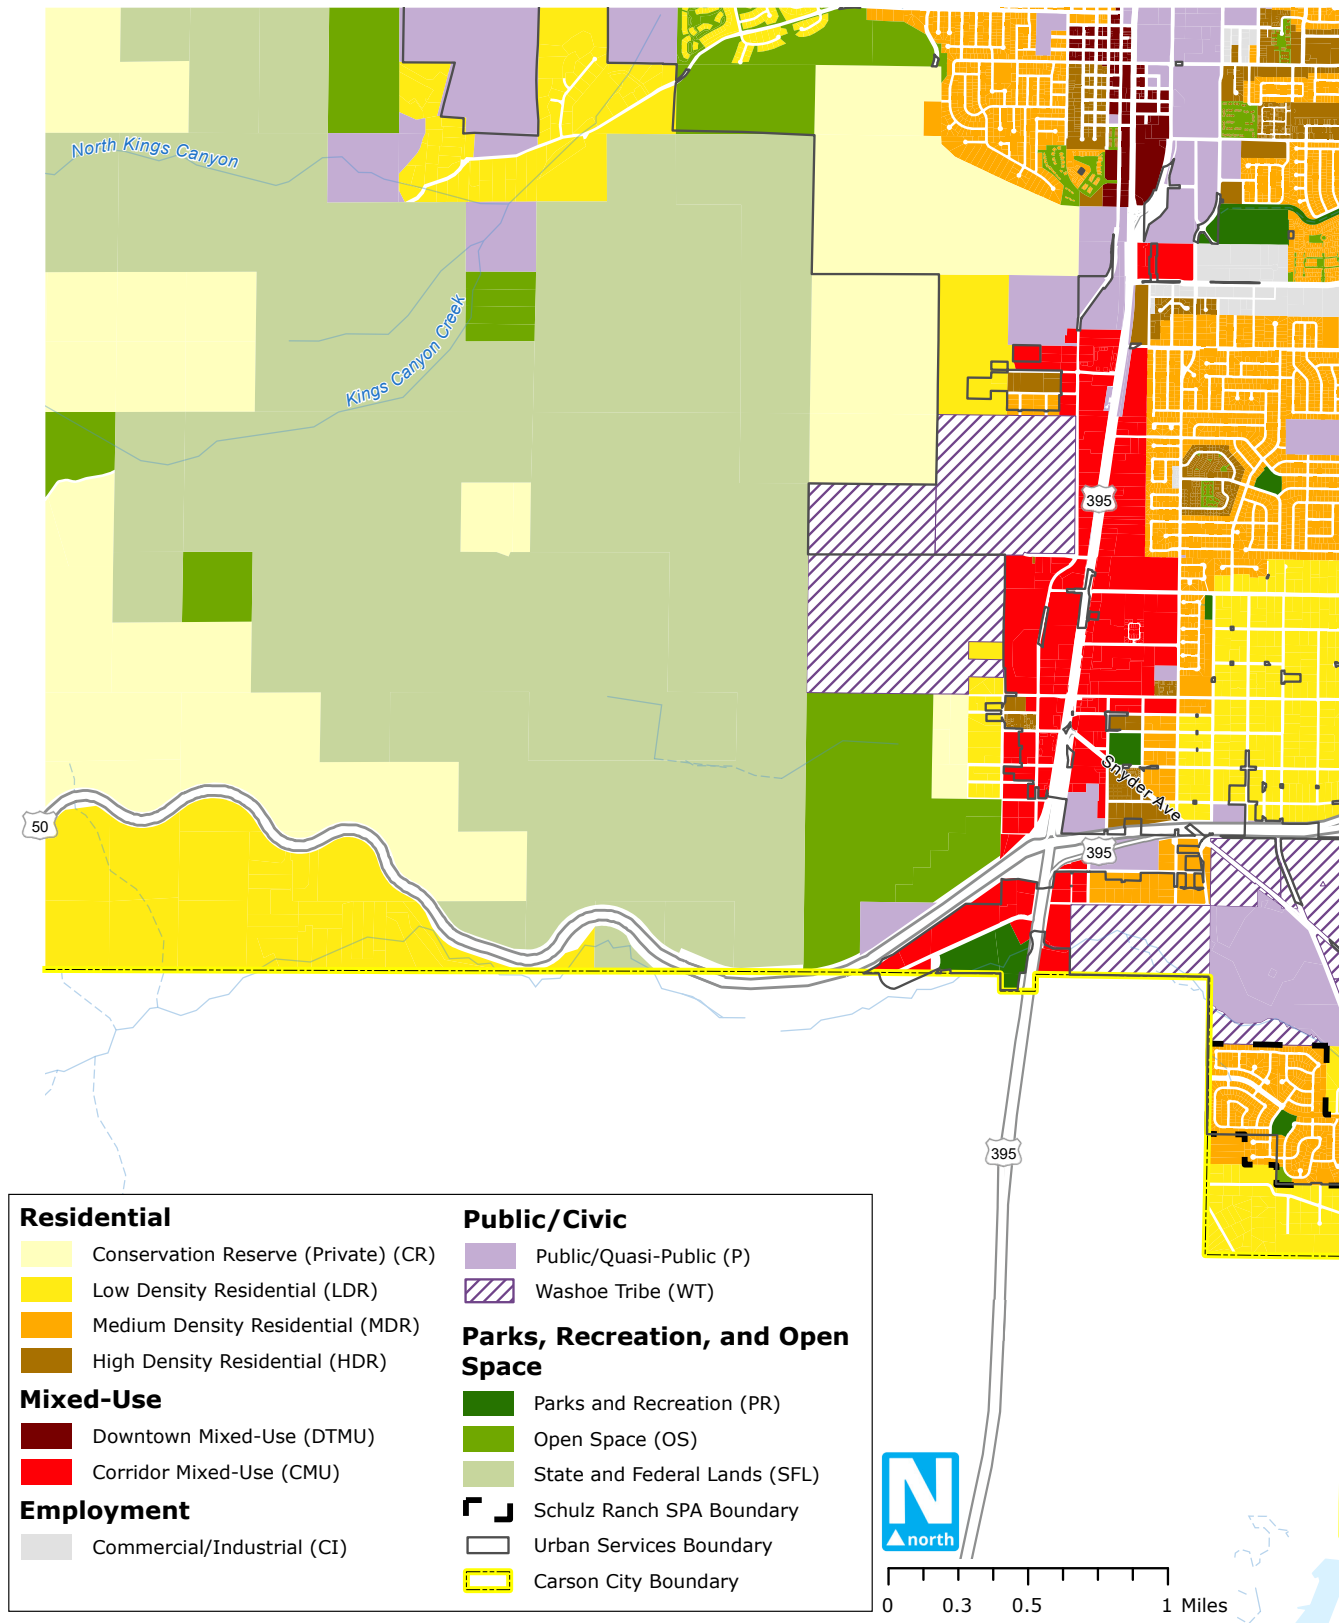 North Kings Canyon
Kings Canyon Creek
395
Snyder Ave
50
395
395
Residential
Conservation Reserve (Private) (CR)
Low Density Residential (LDR)
Medium Density Residential (MDR)
High Density Residential (HDR)
Mixed-Use
Downtown Mixed-Use (DTMU)
Corridor Mixed-Use (CMU)
Employment
Commercial/Industrial (CI)
Public/Civic
Public/Quasi-Public (P)
Washoe Tribe (WT)
Parks, Recreation, and Open
Space
Parks and Recreation (PR)
Open Space (OS)
State and Federal Lands (SFL)
Schulz Ranch SPA Boundary
Urban Services Boundary
Carson City Boundary
N
north
0 0.3 0.5 1 Miles